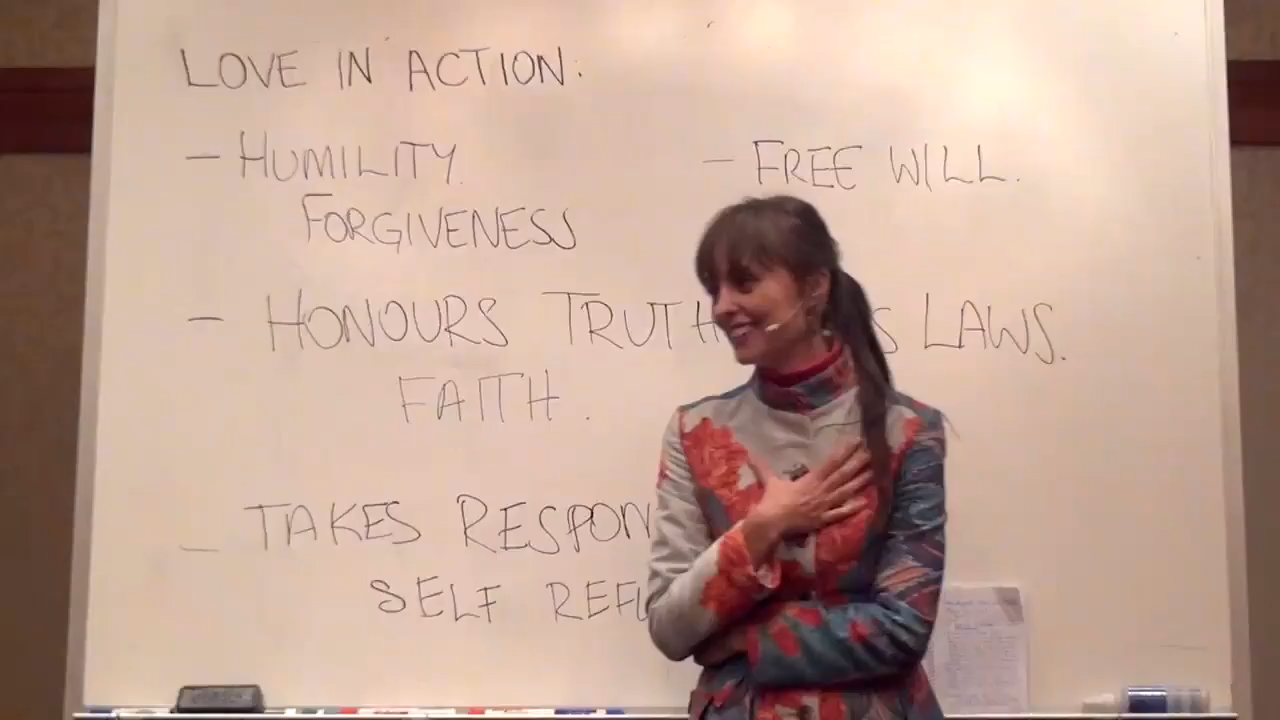 LOVE IN ACTION:
- HUMILITY.
- FREE WILL.
FORGIVENESS
- HONOURS TRUTH S LAWS.
FAITH.
- TAKES RESPON
SELF REFL